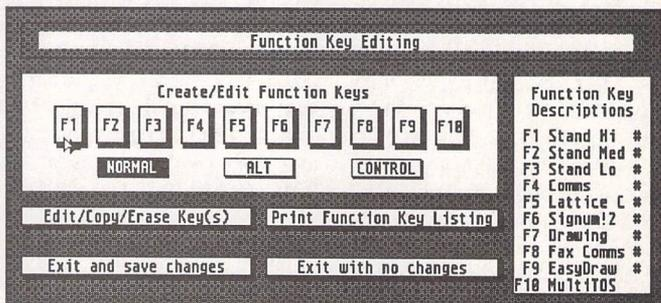 Function Key Editing
Create/Edit Function Keys
F1 F2 F3 F4 F5 F6 F7 F8 F9 F10
NORMAL ALT CONTROL
Edit/Copy/Erase Key(s)
Print Function Key Listing
Exit and save changes
Exit with no changes
Function Key
Descriptions
F1 Stand Hi #
F2 Stand Med #
F3 Stand Lo #
F4 Comms #
F5 Lattice C #
F6 Signum!2 #
F7 Drawing #
F8 Fax Comms #
F9 EasyDraw #
F10 MultiTOS